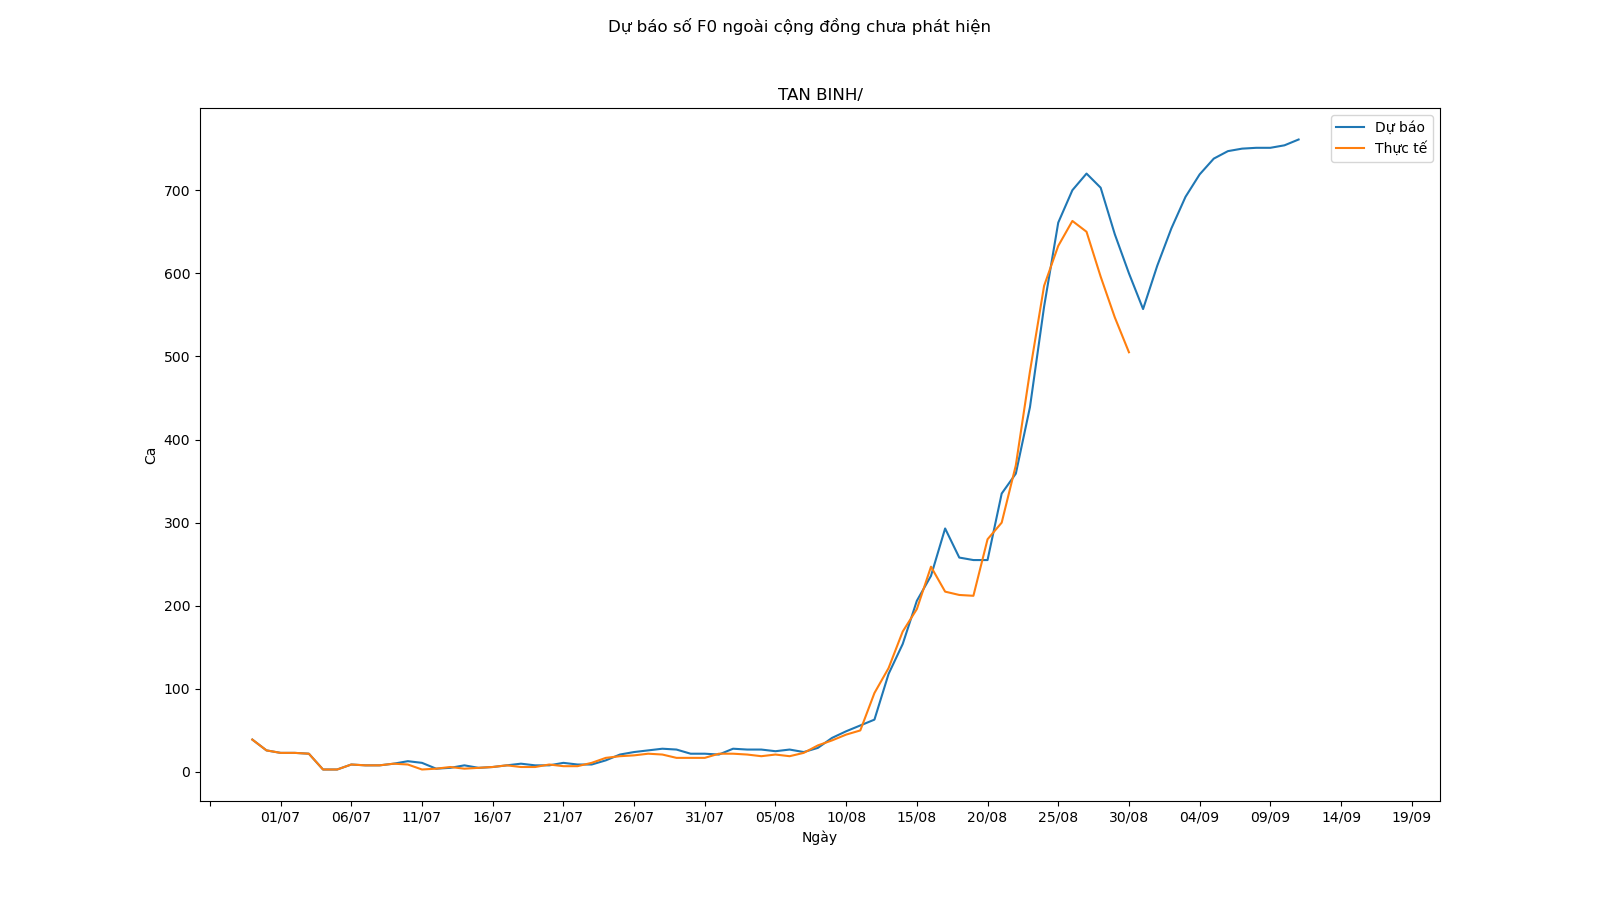 Dự báo số F0 ngoài cộng đồng chưa phát hiện
TAN BINH/
Dự báo
Thực tế
700
600
500
400
300
200
100
0
Ca
01/07 06/07 11/07 16/07 21/07 26/07 31/07 05/08 10/08 15/08 20/08 25/08 30/08 04/09 09/09 14/09 19/09
Ngày